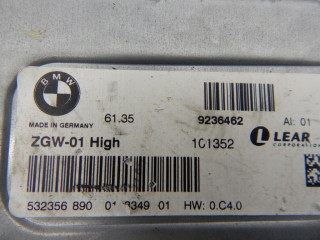 BMW
MADE IN GERMANY
61.35
9236462
AI: 01
ZGW-01 High
101352
LEAR
CORPORATION
532356 890
HW: 0.C4.0